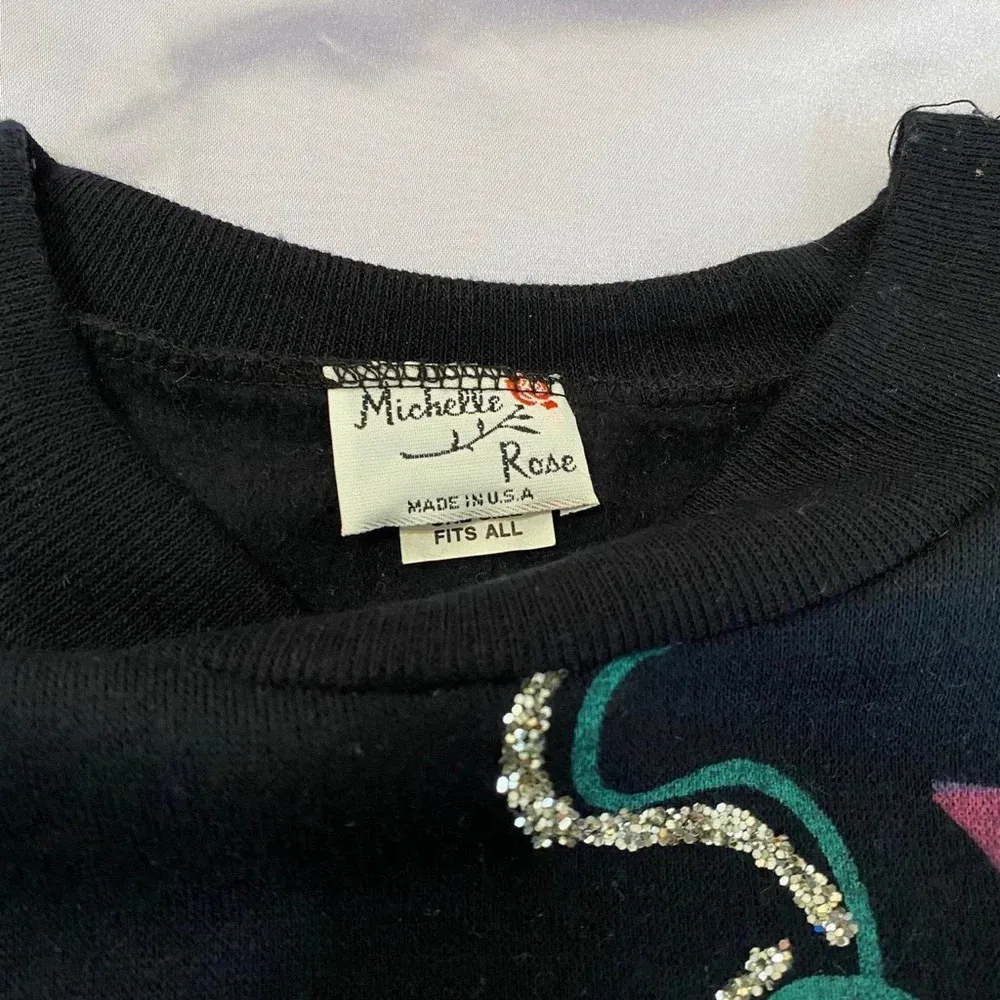 Michelle
Rose
MADE IN U.S.A
FITS ALL